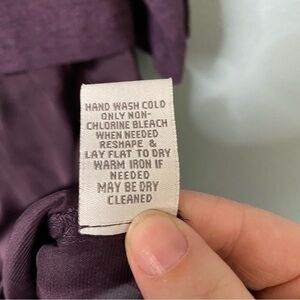 HAND WASH COLD
ONLY NON-
CHLORINE BLEACH
WHEN NEEDED
RESHAPE &
LAY FLAT TO DRY
WARM IRON IF
NEEDED
MAY BE DRY
CLEANED